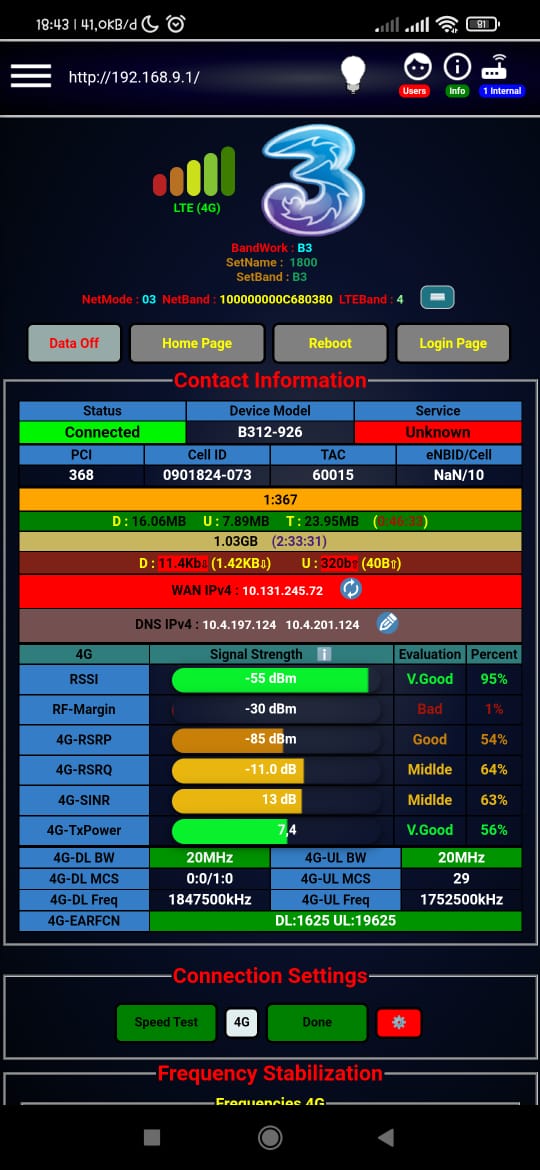 18:43 | 41,0KB/d 81
http://192.168.9.1/
Users Info 1 Internal
LTE (4G)
3
BandWork : B3
SetName : 1800
SetBand : B3
NetMode : 03 NetBand : 100000000C680380 LTEBand : 4
Data Off Home Page Reboot Login Page
Contact Information
Status Device Model Service
Connected B312-926 Unknown
PCI Cell ID TAC eNBID/Cell
368 0901824-073 60015 NaN/10
1:367
D : 16.06MB U : 7.89MB T : 23.95MB (0:46:33)
1.03GB (2:33:31)
D : 11.4Kb⇩ (1.42KB⇩) U : 320b⇧ (40B⇧)
WAN IPv4 : 10.131.245.72
DNS IPv4 : 10.4.197.124 10.4.201.124
4G Signal Strength i Evaluation Percent
RSSI -55 dBm V.Good 95%
RF-Margin -30 dBm Bad 1%
4G-RSRP -85 dBm Good 54%
4G-RSRQ -11.0 dB Midlde 64%
4G-SINR 13 dB Midlde 63%
4G-TxPower 7,4 V.Good 56%
4G-DL BW 20MHz 4G-UL BW 20MHz
4G-DL MCS 0:0/1:0 4G-UL MCS 29
4G-DL Freq 1847500kHz 4G-UL Freq 1752500kHz
4G-EARFCN DL:1625 UL:19625
Connection Settings
Speed Test 4G Done
Frequency Stabilization
Frequencies 4G